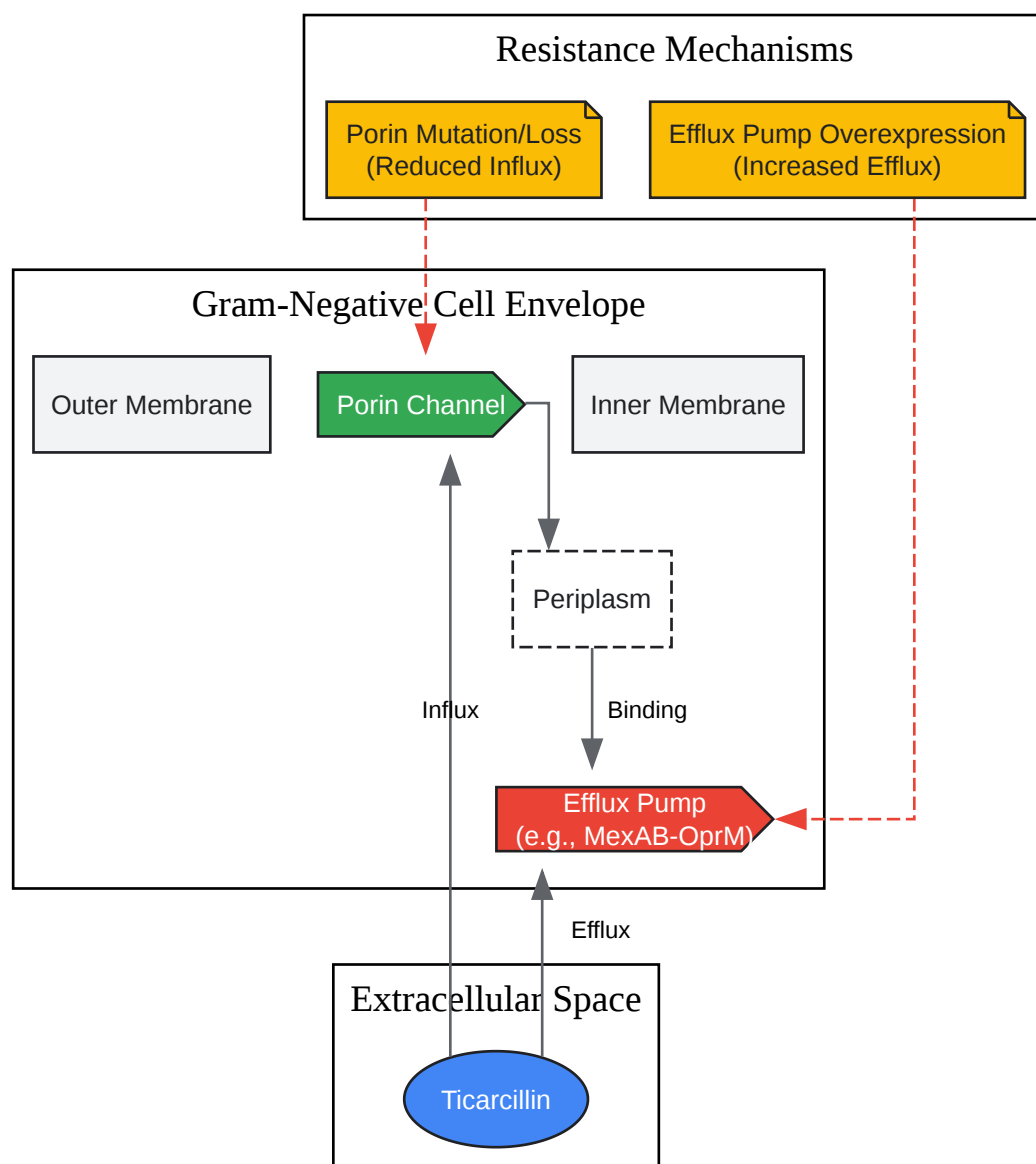 Resistance Mechanisms
Porin Mutation/Loss
(Reduced Influx)
Efflux Pump Overexpression
(Increased Efflux)
Gram-Negative Cell Envelope
Outer Membrane
Porin Channel
Inner Membrane
Periplasm
Influx
Binding
Efflux Pump
(e.g., MexAB-OprM)
Efflux
Extracellular Space
Ticarcillin